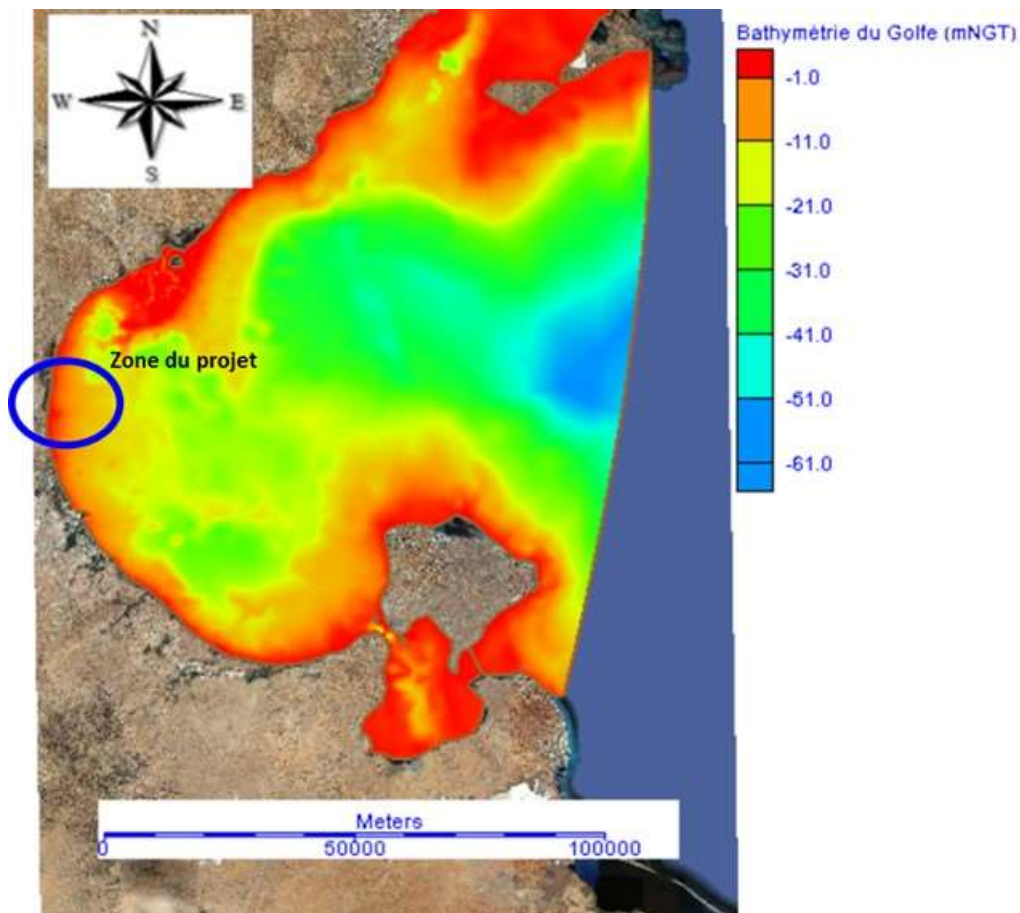 Bathymétrie du Golfe (mNGT)
N
W E
S
-1.0
-11.0
-21.0
-31.0
-41.0
-51.0
-61.0
Zone du projet
Meters
0 50000 100000